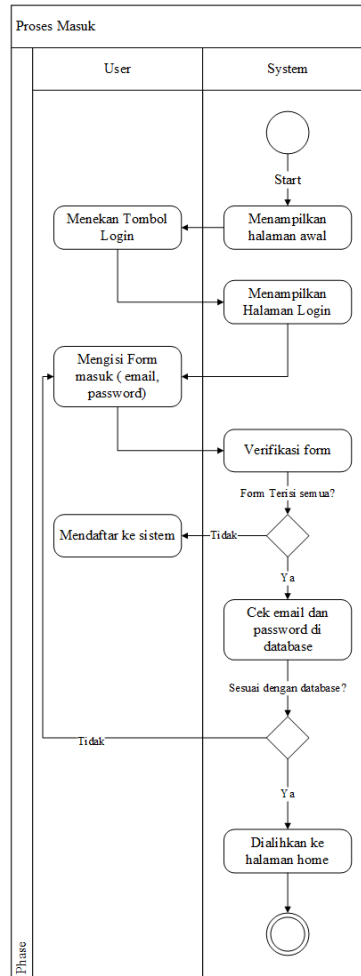 Proses Masuk
User
System
Start
Menekan Tombol
Login
Menampilkan
halaman awal
Menampilkan
Halaman Login
Mengisi Form
masuk ( email,
password)
Verifikasi form
Form Terisi semua?
Mendaftar ke sistem
Tidak
Ya
Cek email dan
password di
database
Sesuai dengan database?
Tidak
Ya
Dialihkan ke
halaman home
Phase